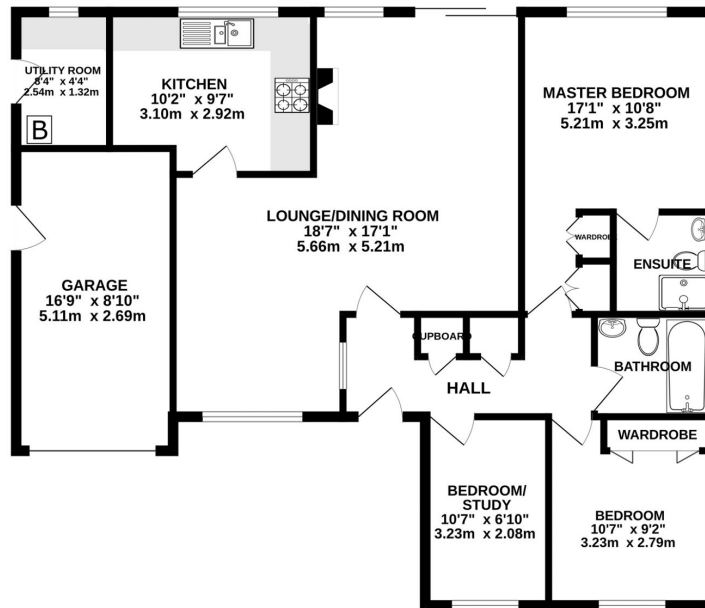 UTILITY ROOM
8'4" x 4'4"
2.54m x 1.32m
B
KITCHEN
10'2" x 9'7"
3.10m x 2.92m
MASTER BEDROOM
17'1" x 10'8"
5.21m x 3.25m
LOUNGE/DINING ROOM
18'7" x 17'1"
5.66m x 5.21m
WARDROBE
ENSUITE
GARAGE
16'9" x 8'10"
5.11m x 2.69m
CUPBOARD
BATHROOM
HALL
WARDROBE
BEDROOM/
STUDY
10'7" x 6'10"
3.23m x 2.08m
BEDROOM
10'7" x 9'2"
3.23m x 2.79m